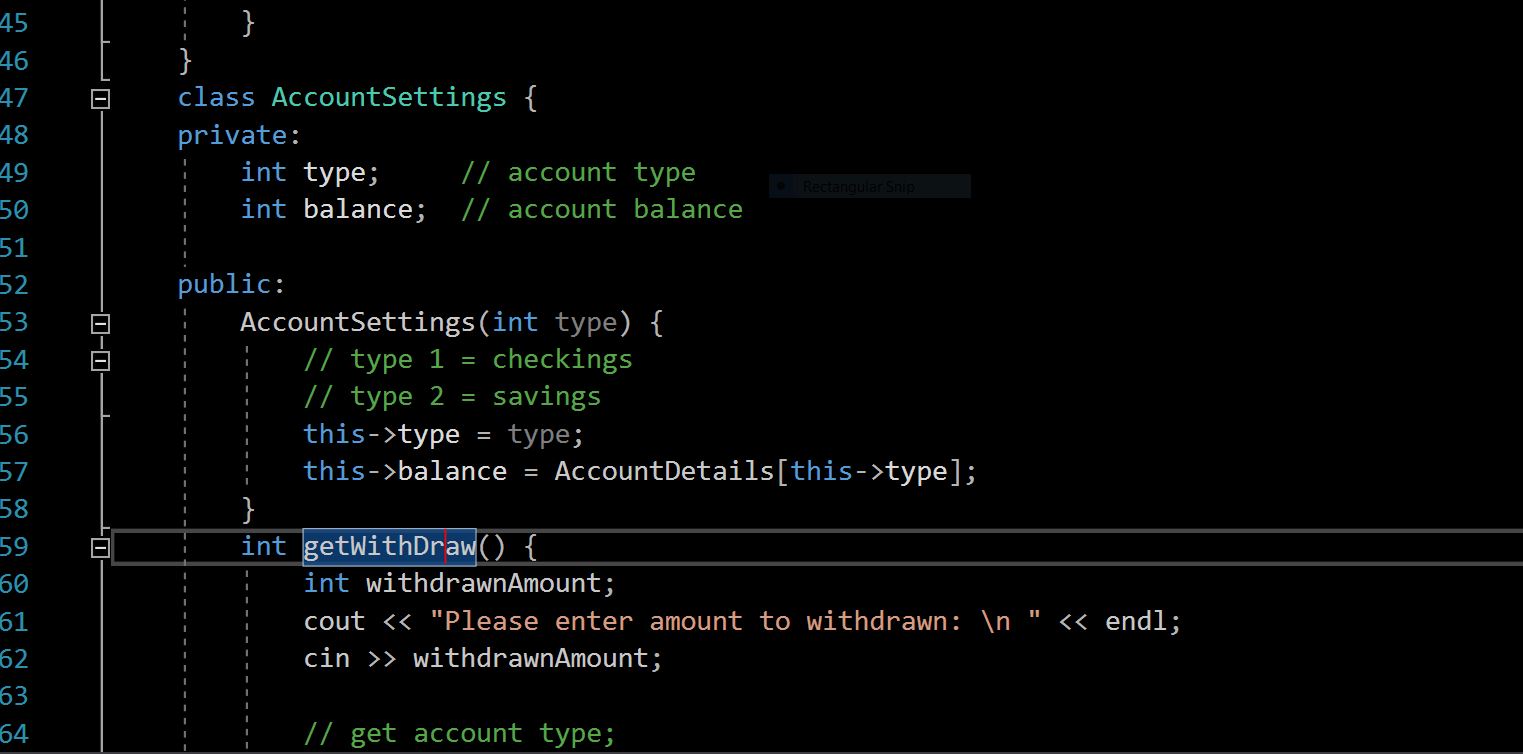 45 }
46 }
47 class AccountSettings {
48 private:
49 int type; // account type
Rectangular Snip
50 int balance; // account balance
51
52 public:
53 AccountSettings(int type) {
54 // type 1 = checkings
55 // type 2 = savings
56 this->type = type;
57 this->balance = AccountDetails[this->type];
58 }
59 int getWithDraw() {
60 int withdrawnAmount;
61 cout << "Please enter amount to withdrawn: \n " << endl;
62 cin >> withdrawnAmount;
63
64 // get account type;